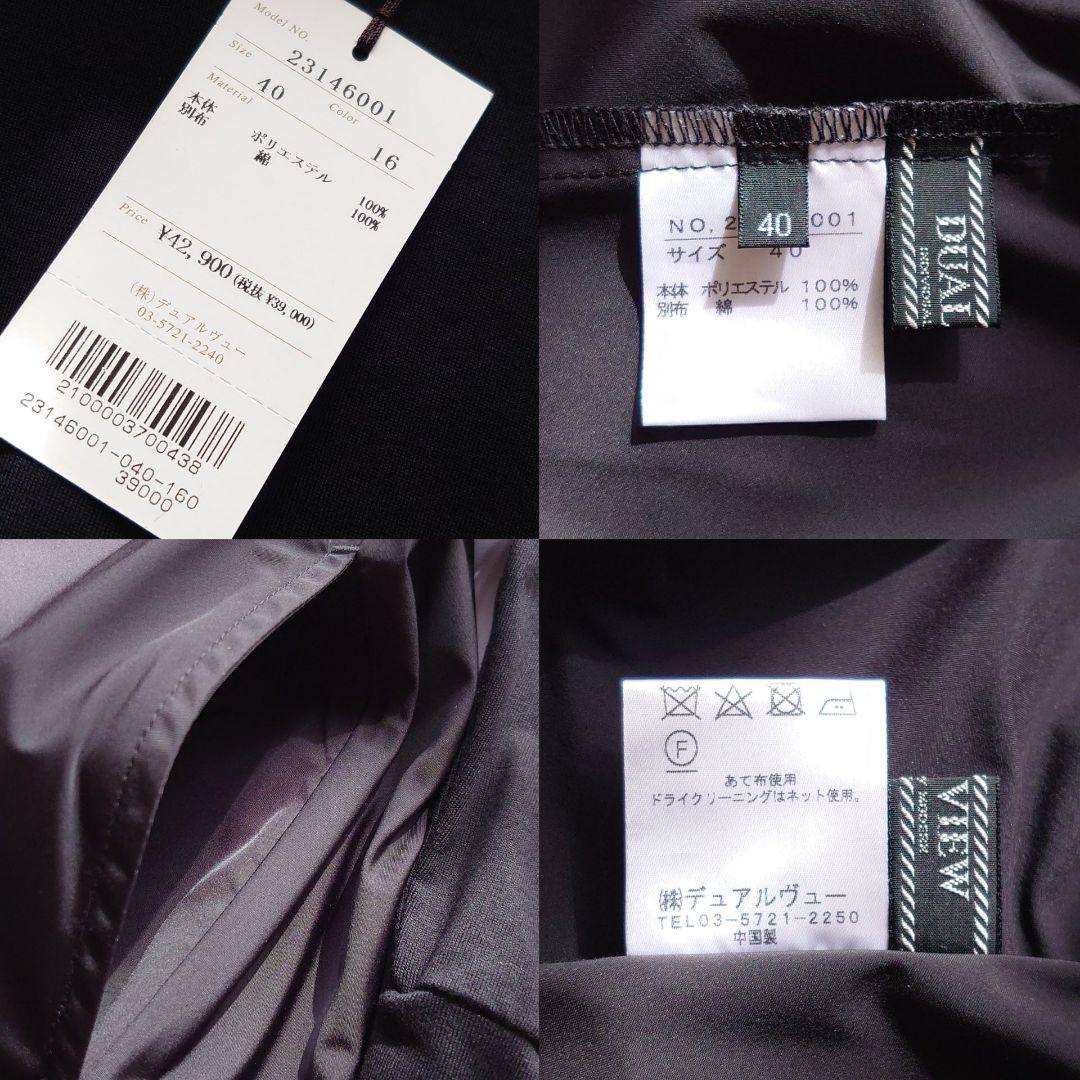 Model NO.
23146001
Size 40 Color 16
Material
本体 ポリエステル 100%
別布 綿 100%
Price ¥42,900(税抜 ¥39,000)
(株)デュアルヴュー
03-5721-2240
2100003700438
23146001-040-160
39000
NO. 2 001
サイズ 40
本体 ポリエステル 100%
別布 綿 100%
40
DUAL
F
あて布使用
ドライクリーニングはネット使用。
(株)デュアルヴュー
TEL03-5721-2250
中国製
VIEW